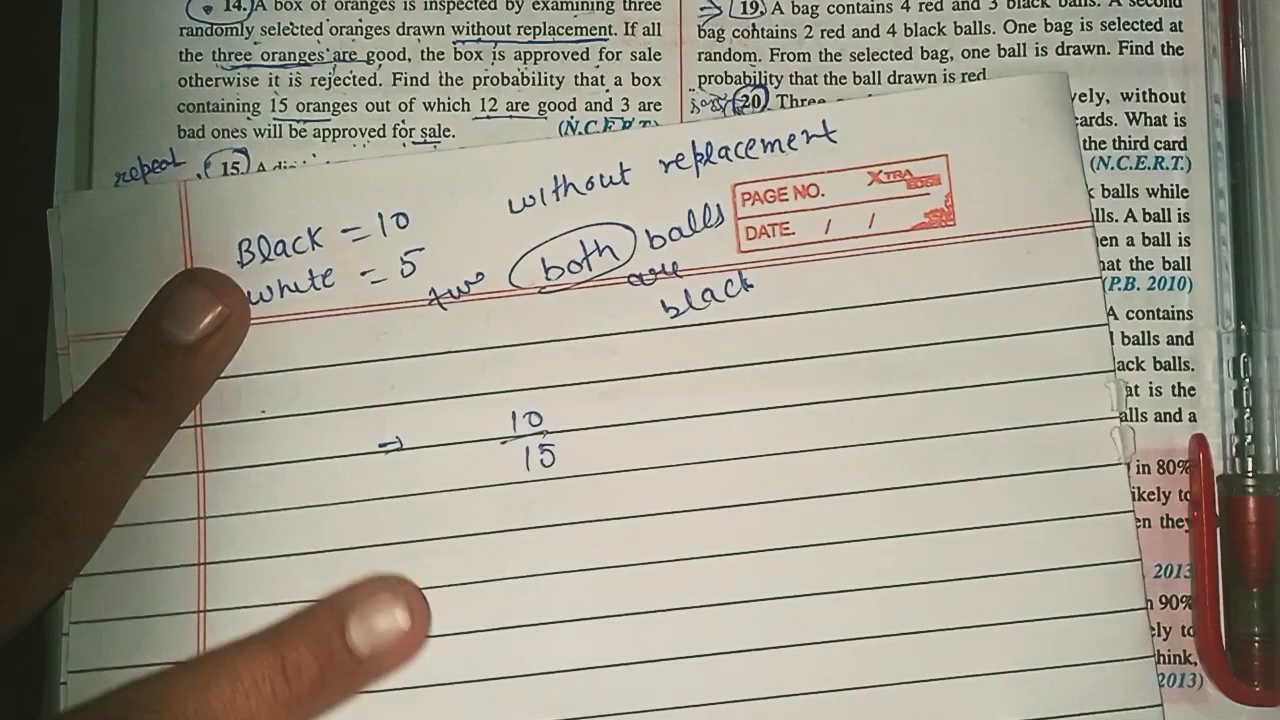 14. A box of oranges is inspected by examining three
randomly selected oranges drawn without replacement. If all
the three oranges are good, the box is approved for sale
otherwise it is rejected. Find the probability that a box
containing 15 oranges out of which 12 are good and 3 are
bad ones will be approved for sale. (N.C.E.R.T.)
repeat 15. A
19. A bag contains 4 red and 3 black balls. A second
bag contains 2 red and 4 black balls. One bag is selected at
random. From the selected bag, one ball is drawn. Find the
probability that the ball drawn is red.
20. Three
ely, without
ards. What is
the third card
(N.C.E.R.T.)
balls while
lls. A ball is
en a ball is
hat the ball
(P.B. 2010)
A contains
balls and
ack balls.
at is the
alls and a
in 80%
ikely to
en they
2013
90%
ly to
hink,
2013)
without replacement
Black = 10
white = 5
two both balls
are
black
PAGE NO.
XTRA
EDGE
DATE. / /
⇒ 10
15